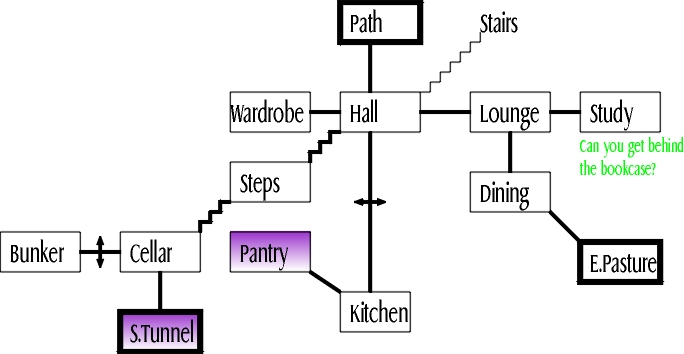 Path
Stairs
Wardrobe
Hall
Lounge
Study
Can you get behind
the bookcase?
Steps
Dining
Bunker
Cellar
Pantry
E.Pasture
S.Tunnel
Kitchen